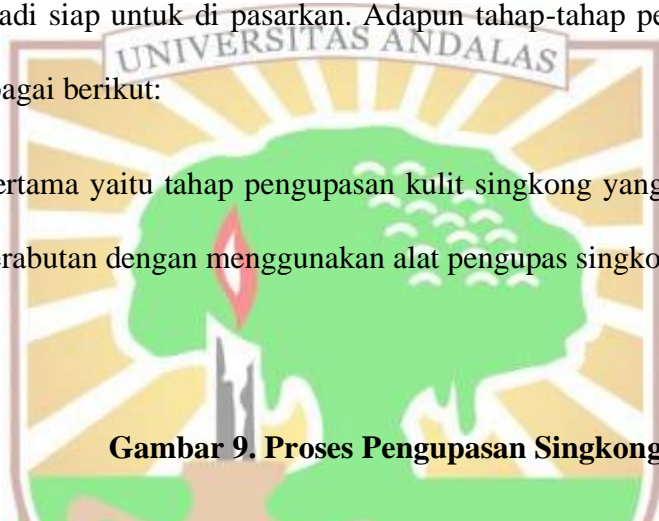 adi siap untuk di pasarkan. Adapun tahap-tahap pe
UNIVERSITAS ANDALAS
bagai berikut:
ertama yaitu tahap pengupasan kulit singkong yang
erabutan dengan menggunakan alat pengupas singko
Gambar 9. Proses Pengupasan Singkong